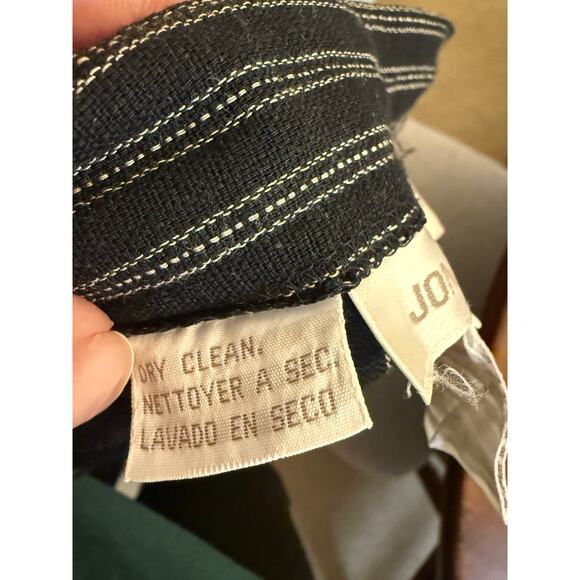 DRY CLEAN.
NETTOYER A SEC.
LAVADO EN SECO